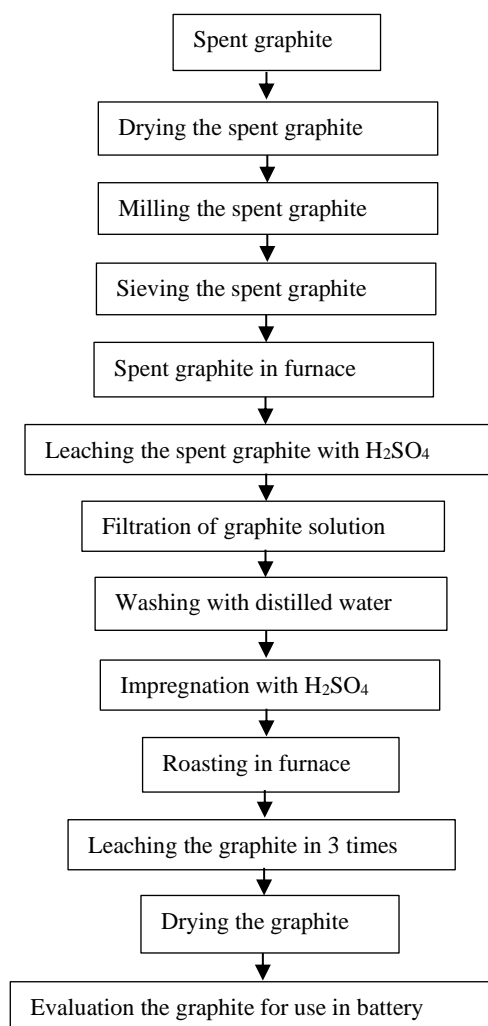 Spent graphite
Drying the spent graphite
Milling the spent graphite
Sieving the spent graphite
Spent graphite in furnace
Leaching the spent graphite with H₂SO₄
Filtration of graphite solution
Washing with distilled water
Impregnation with H₂SO₄
Roasting in furnace
Leaching the graphite in 3 times
Drying the graphite
Evaluation the graphite for use in battery